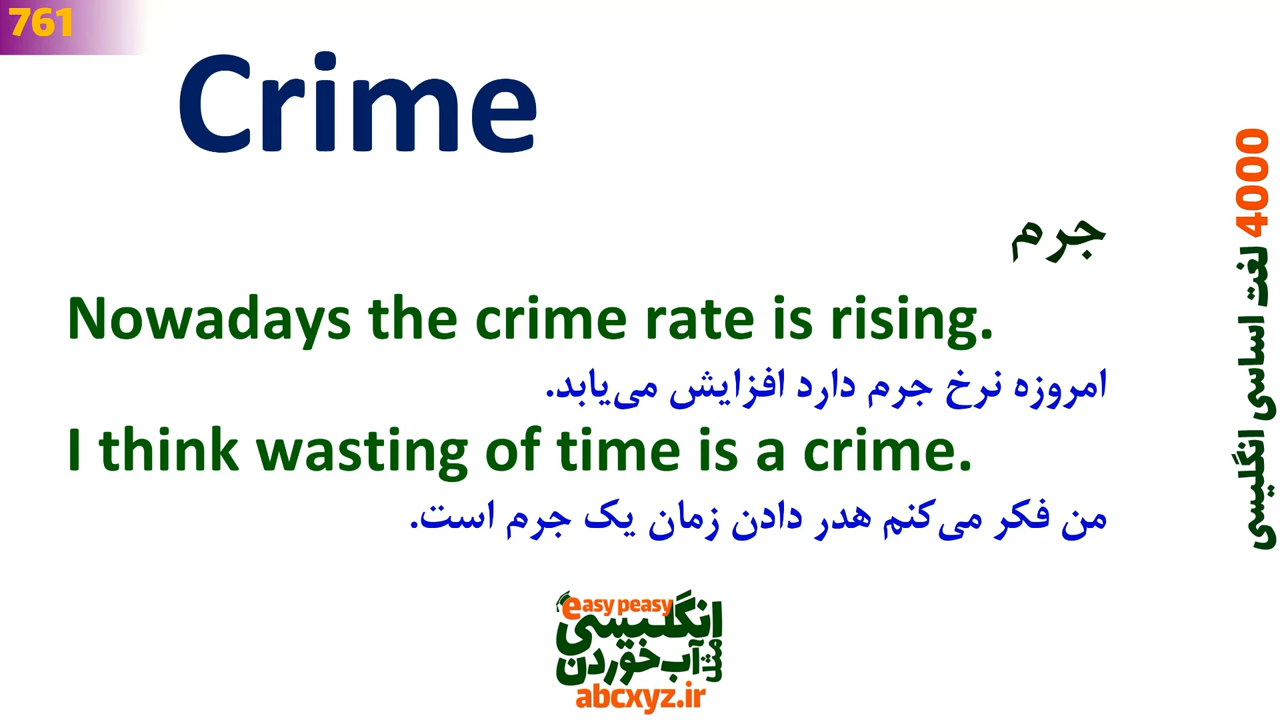 761
Crime
جرم
Nowadays the crime rate is rising.
امروزه نرخ جرم دارد افزایش می‌یابد.
I think wasting of time is a crime.
من فکر می‌کنم هدر دادن زمان یک جرم است.
4000 لغت اساسی انگلیسی
easy peasy
انگلیسی
مثل آب خوردن
abcxyz.ir